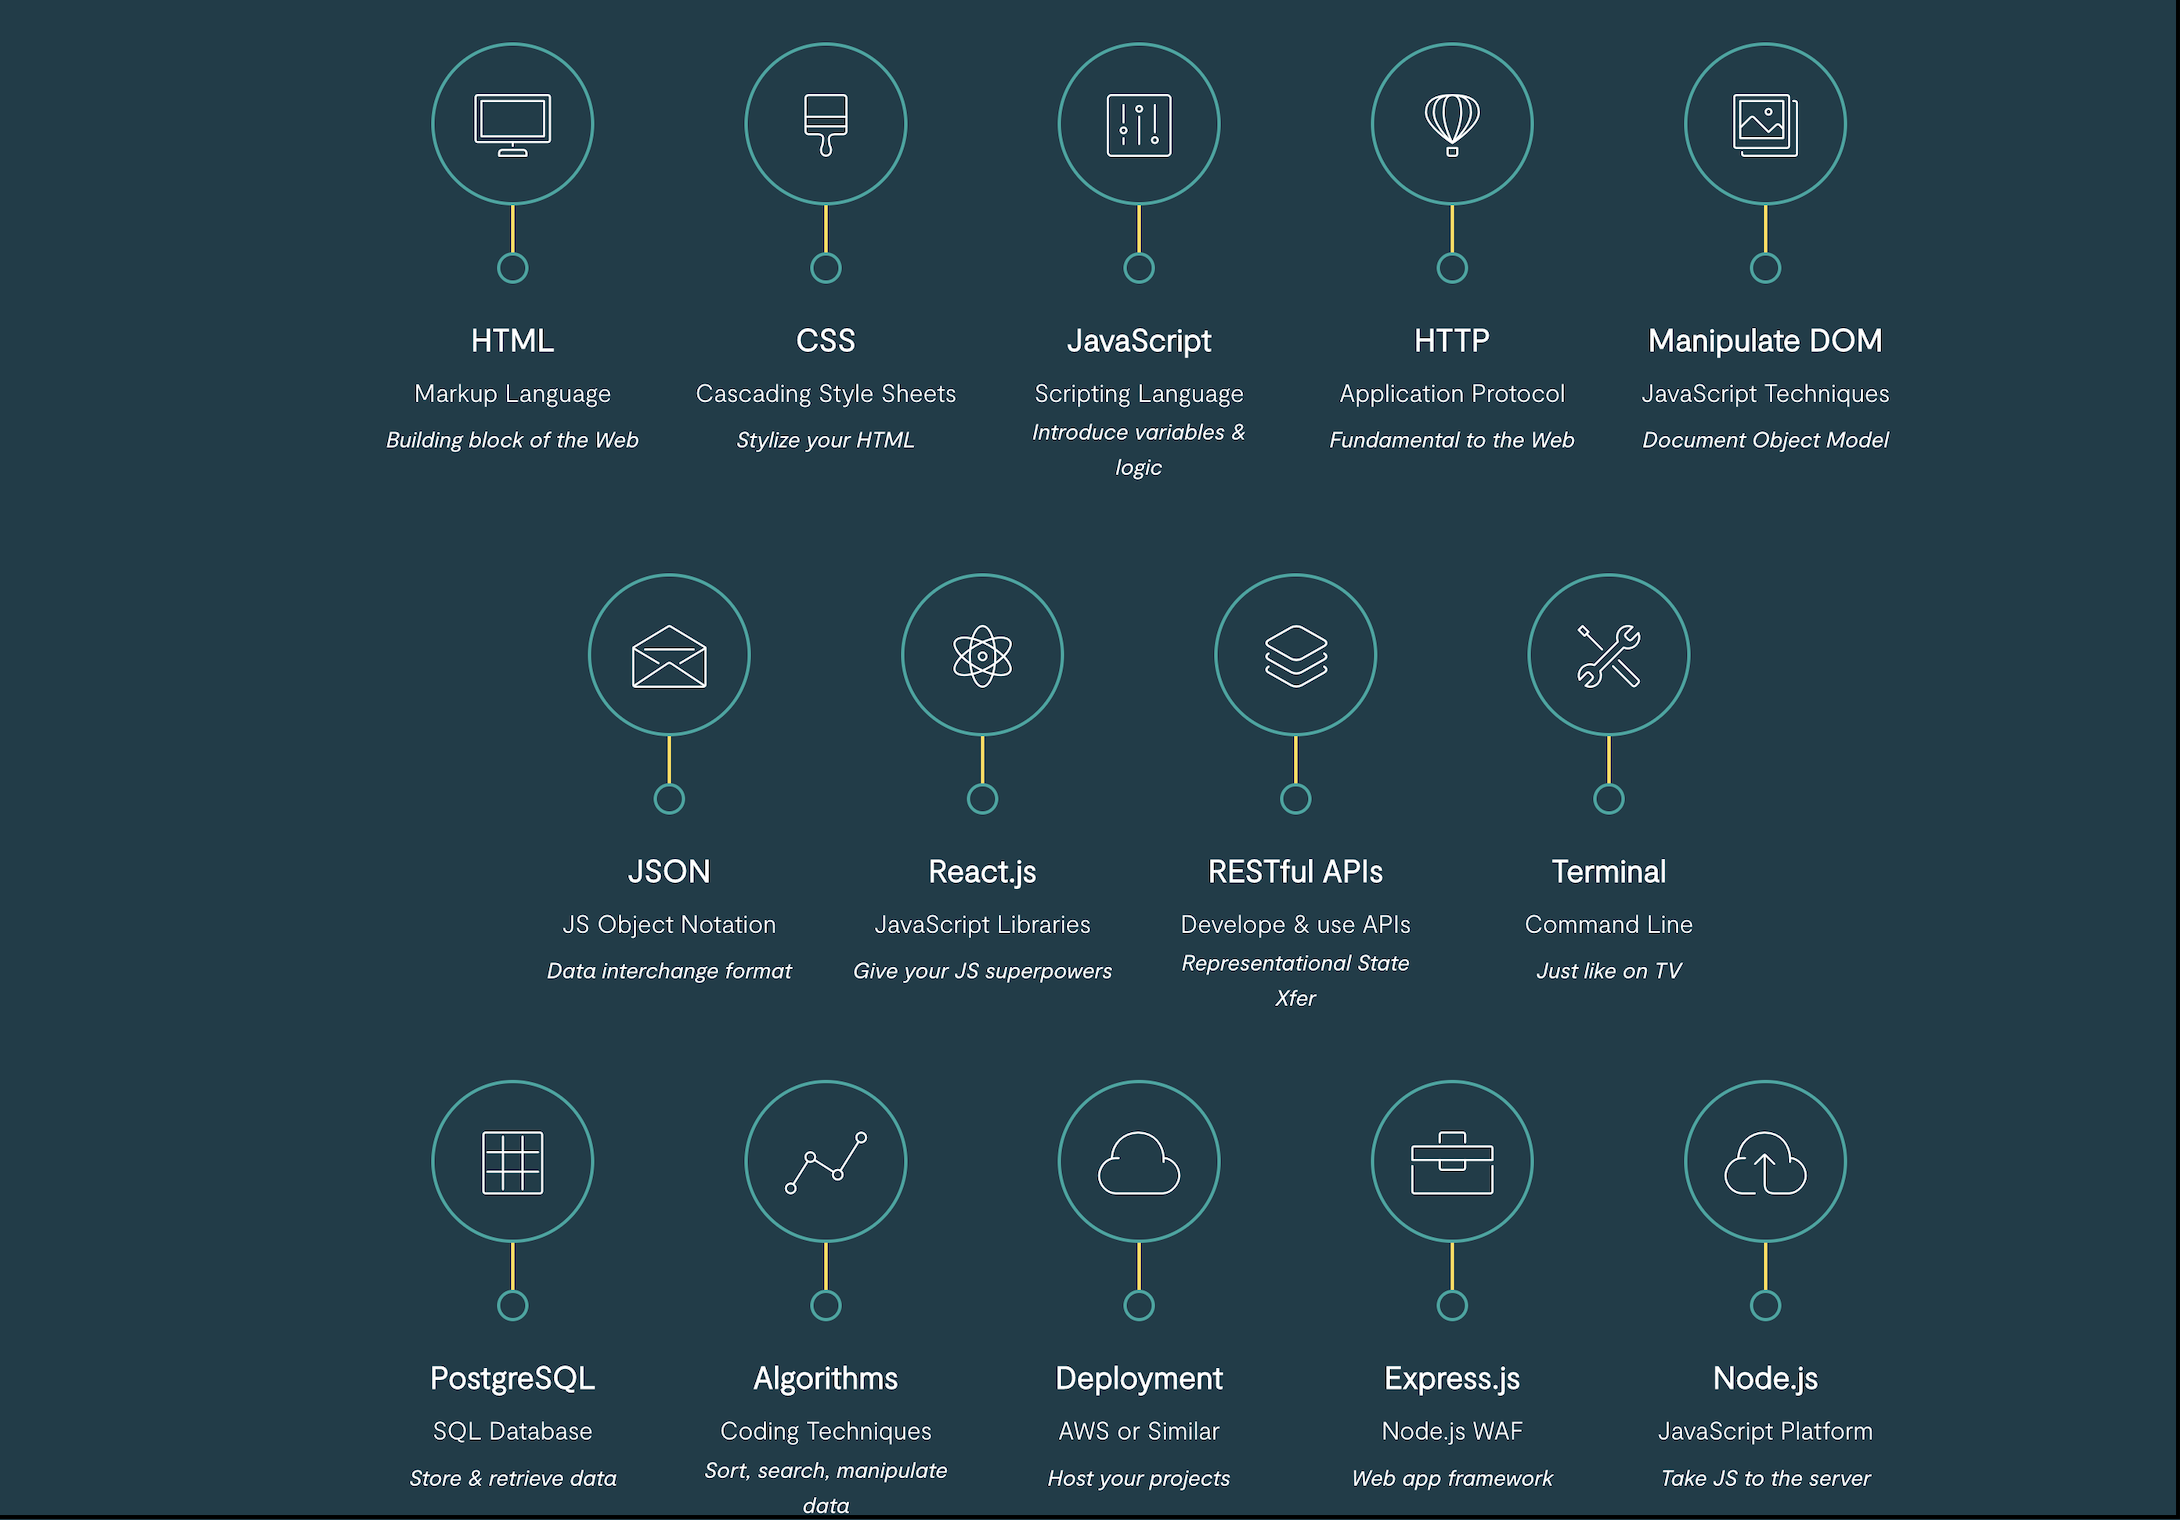 HTML
Markup Language
Building block of the Web
CSS
Cascading Style Sheets
Stylize your HTML
JavaScript
Scripting Language
Introduce variables &
logic
HTTP
Application Protocol
Fundamental to the Web
Manipulate DOM
JavaScript Techniques
Document Object Model
JSON
JS Object Notation
Data interchange format
React.js
JavaScript Libraries
Give your JS superpowers
RESTful APIs
Develope & use APIs
Representational State
Xfer
Terminal
Command Line
Just like on TV
PostgreSQL
SQL Database
Store & retrieve data
Algorithms
Coding Techniques
Sort, search, manipulate
data
Deployment
AWS or Similar
Host your projects
Express.js
Node.js WAF
Web app framework
Node.js
JavaScript Platform
Take JS to the server